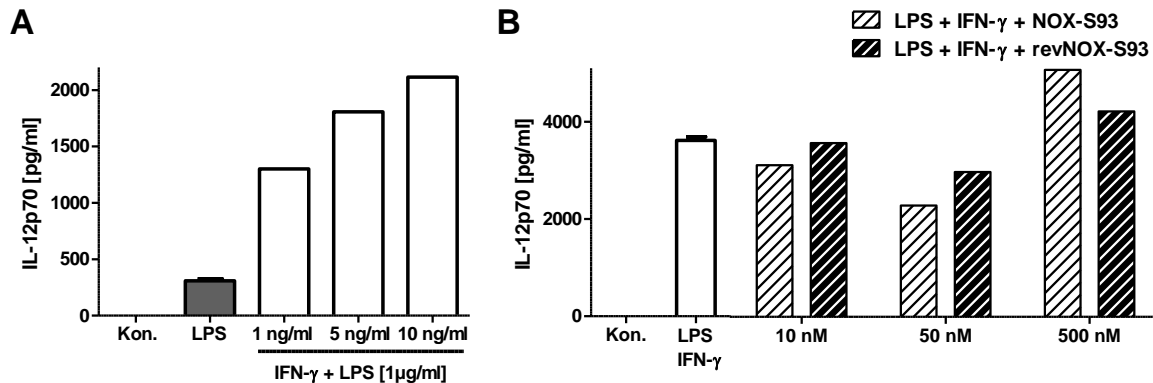 A
IL-12p70 [pg/ml]
2000
1500
1000
500
0
Kon. LPS 1 ng/ml 5 ng/ml 10 ng/ml
IFN-γ + LPS [1µg/ml]
B
LPS + IFN-γ + NOX-S93
LPS + IFN-γ + revNOX-S93
IL-12p70 [pg/ml]
4000
2000
0
Kon. LPS 10 nM 50 nM 500 nM
IFN-γ